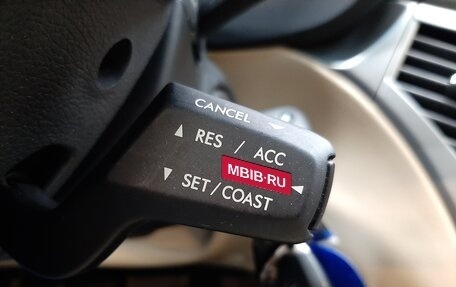 CANCEL
RES / ACC
MBIB·RU
SET/COAST